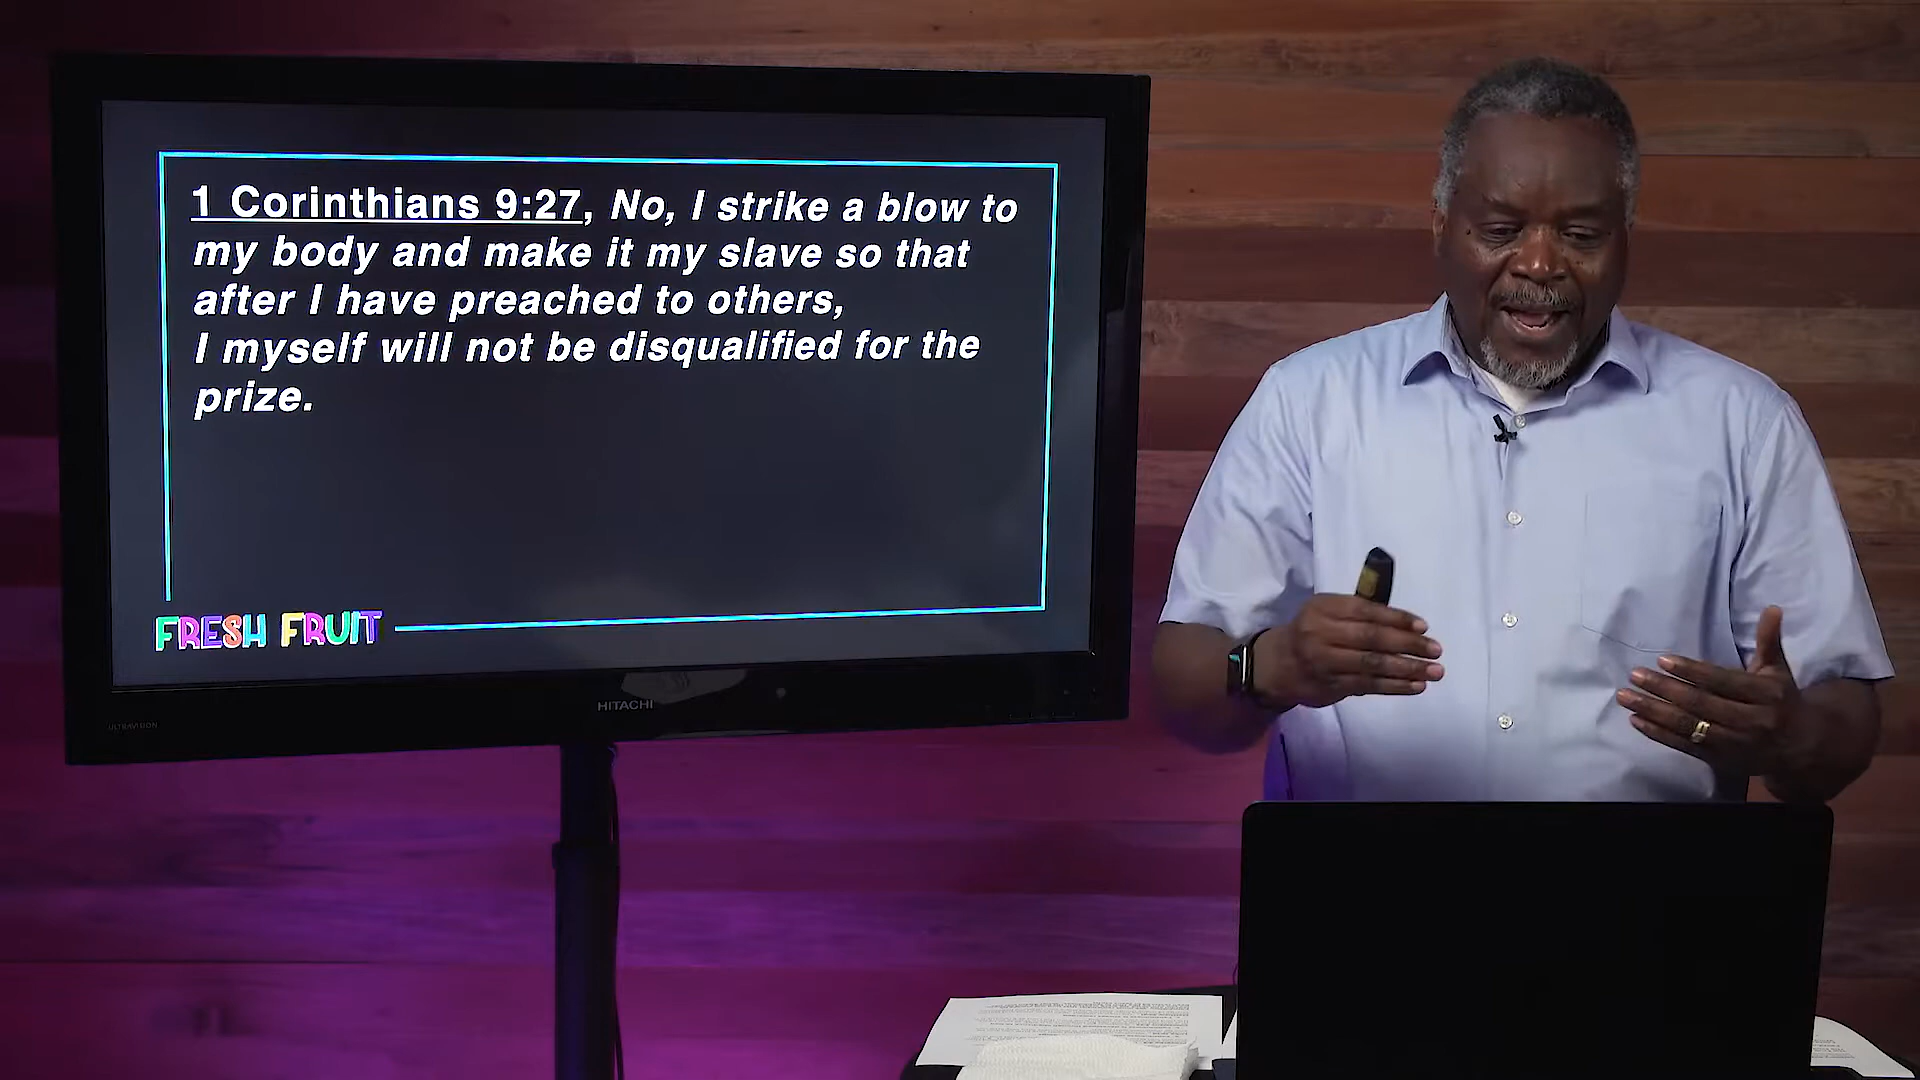 1 Corinthians 9:27, No, I strike a blow to
my body and make it my slave so that
after I have preached to others,
I myself will not be disqualified for the
prize.
FRESH FRUIT
HITACHI
ULTRAVISION